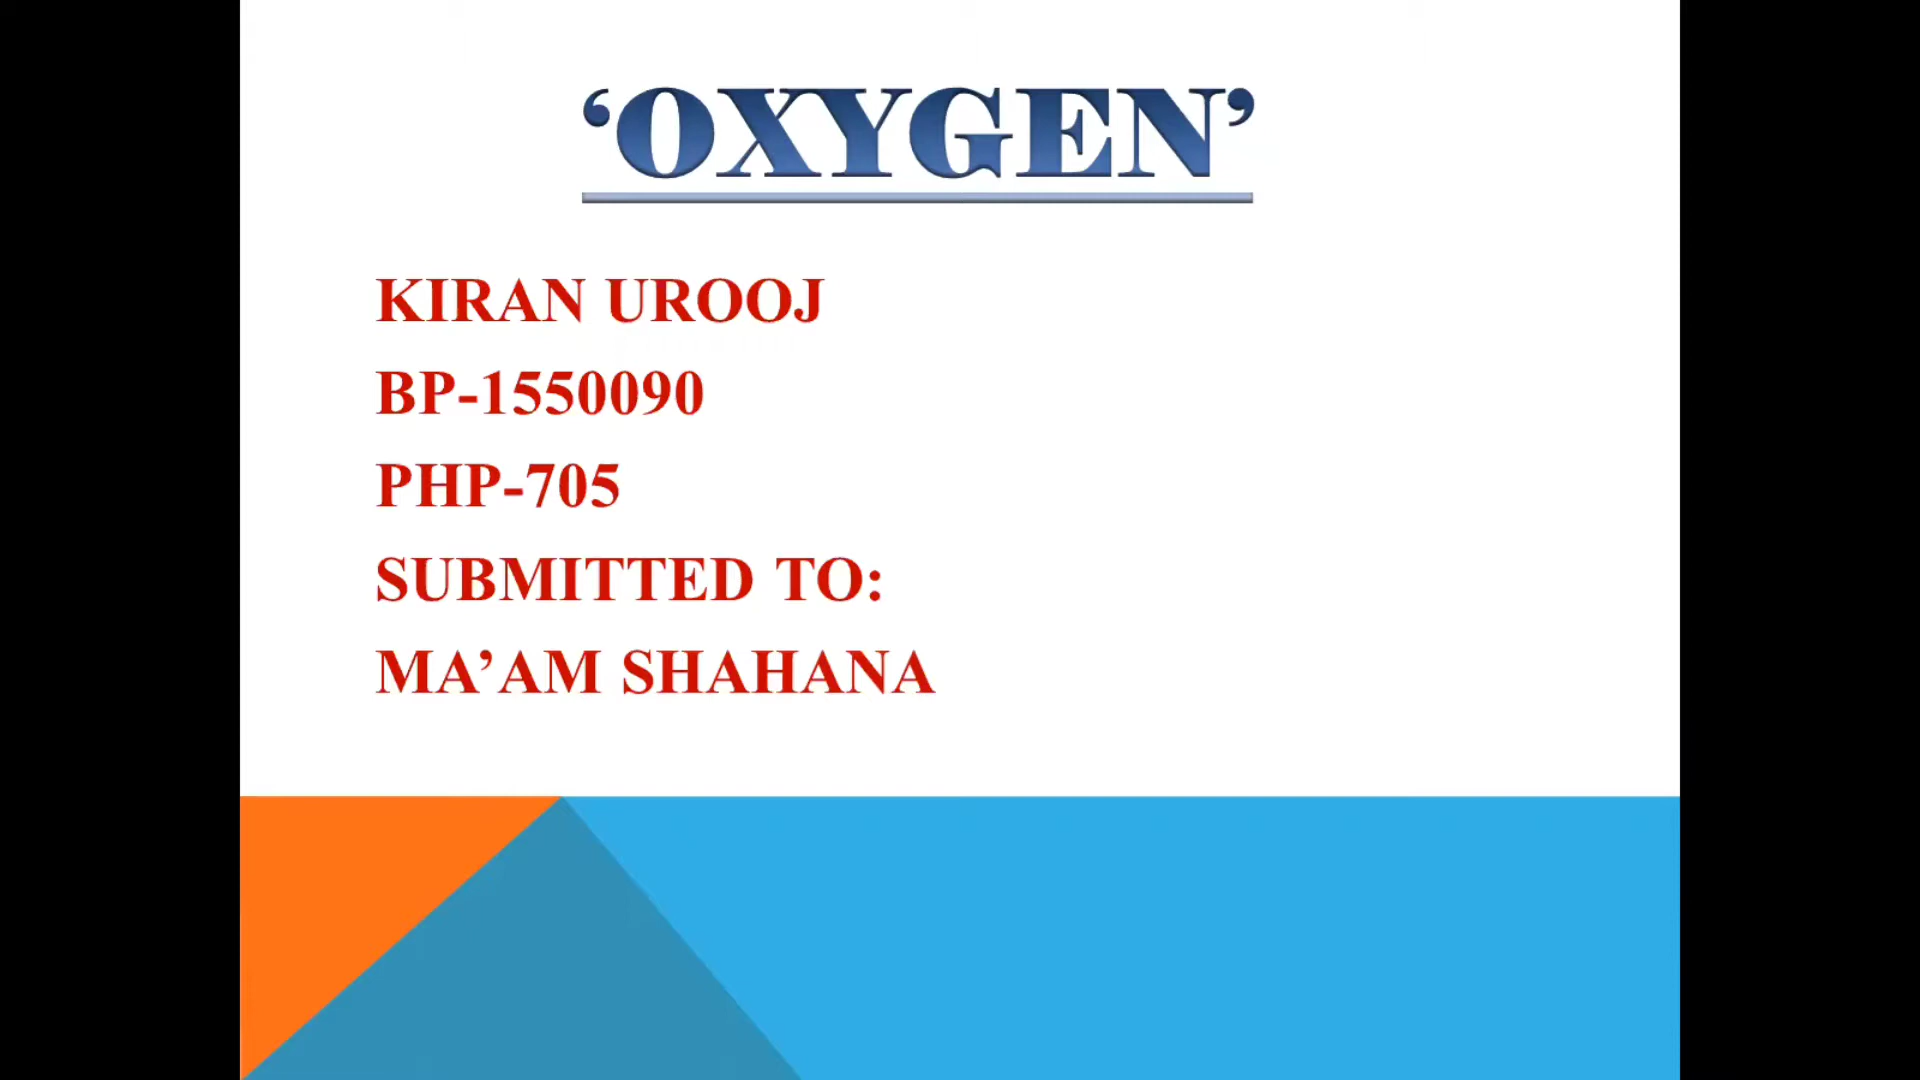 ‘OXYGEN’
KIRAN UROOJ
BP-1550090
PHP-705
SUBMITTED TO:
MA’AM SHAHANA